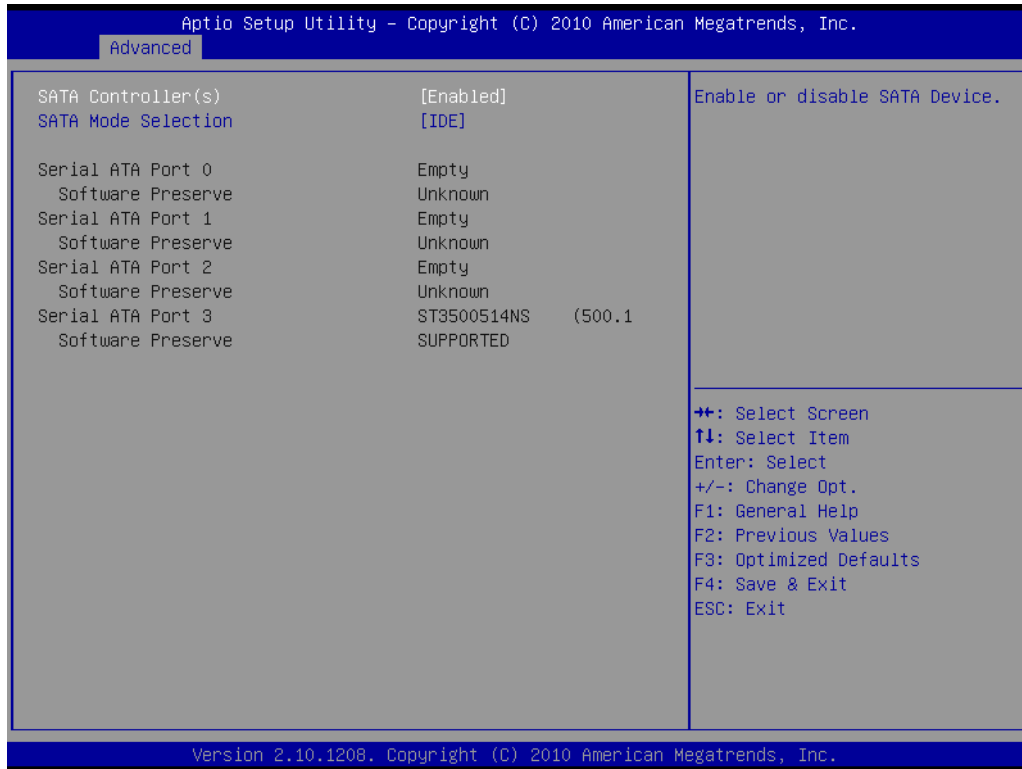 Aptio Setup Utility – Copyright (C) 2010 American Megatrends, Inc.
Advanced
SATA Controller(s) [Enabled]
SATA Mode Selection [IDE]
Serial ATA Port 0 Empty
Software Preserve Unknown
Serial ATA Port 1 Empty
Software Preserve Unknown
Serial ATA Port 2 Empty
Software Preserve Unknown
Serial ATA Port 3 ST3500514NS (500.1
Software Preserve SUPPORTED
Enable or disable SATA Device.
→←: Select Screen
↑↓: Select Item
Enter: Select
+/-: Change Opt.
F1: General Help
F2: Previous Values
F3: Optimized Defaults
F4: Save & Exit
ESC: Exit
Version 2.10.1208. Copyright (C) 2010 American Megatrends, Inc.